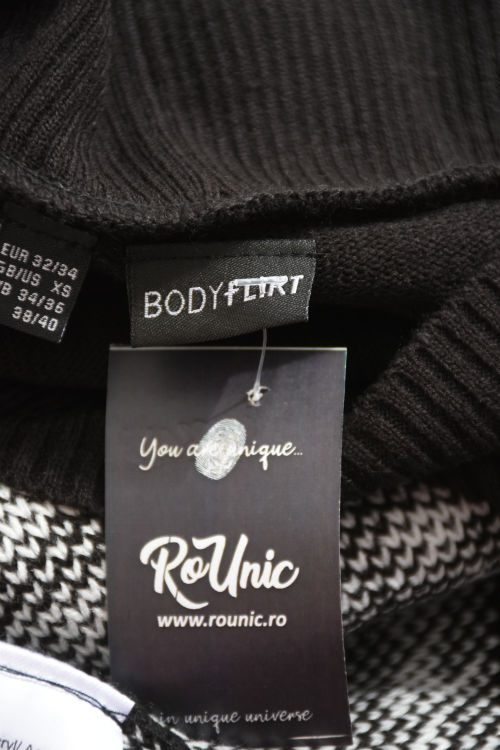 EUR 32/34
GB/US XS
34/36
38/40
BODYFLIRT
You are unique...
RoUnic
www.rounic.ro
in unique universe